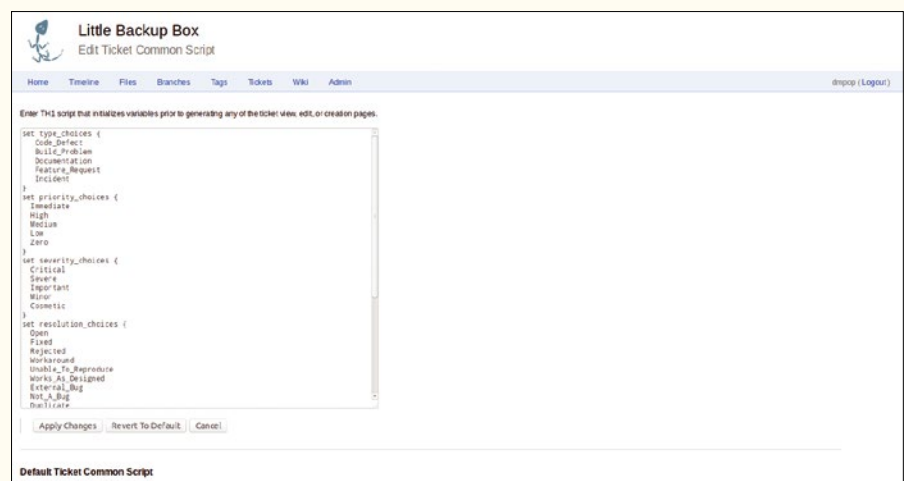 Little Backup Box
Edit Ticket Common Script
Home Timeline Files Branches Tags Tickets Wiki Admin dmpop (Logout)
Enter TH1 script that initializes variables prior to generating any of the ticket view, edit, or creation pages.
set type_choices {
Code_Defect
Build_Problem
Documentation
Feature_Request
Incident
}
set priority_choices {
Immediate
High
Medium
Low
Zero
}
set severity_choices {
Critical
Severe
Important
Minor
Cosmetic
}
set resolution_choices {
Open
Fixed
Rejected
Workaround
Unable_To_Reproduce
Works_As_Designed
External_Bug
Not_A_Bug
Duplicate
Apply Changes Revert To Default Cancel
Default Ticket Common Script